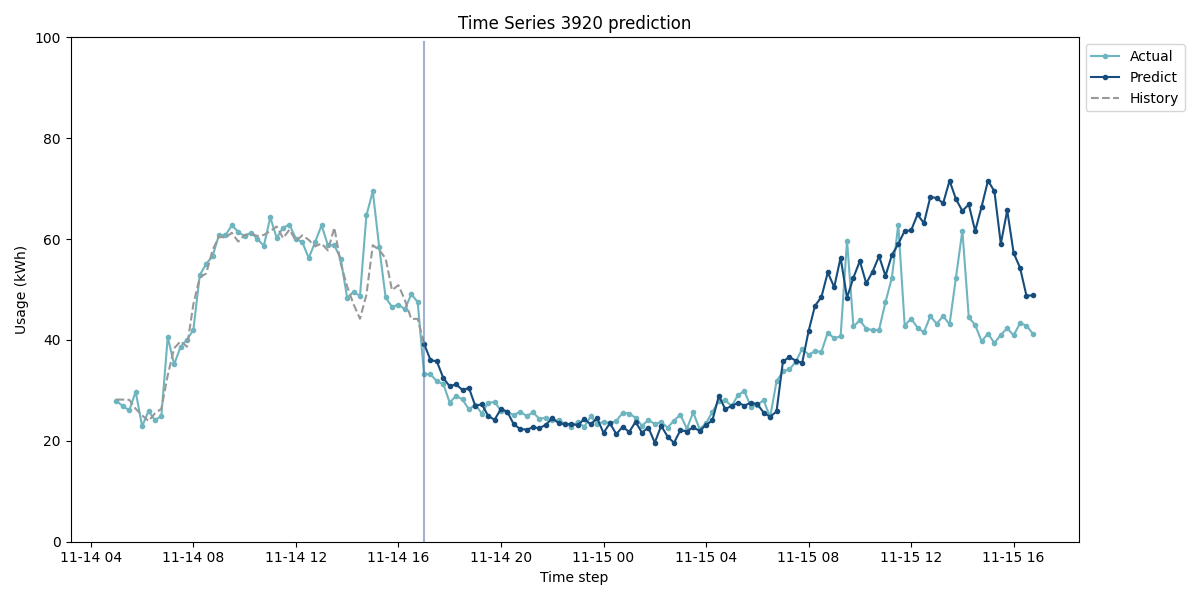 Time Series 3920 prediction
100
80
60
40
20
0
Usage (kWh)
11-14 04
11-14 08
11-14 12
11-14 16
11-14 20
11-15 00
11-15 04
11-15 08
11-15 12
11-15 16
Time step
Actual
Predict
History